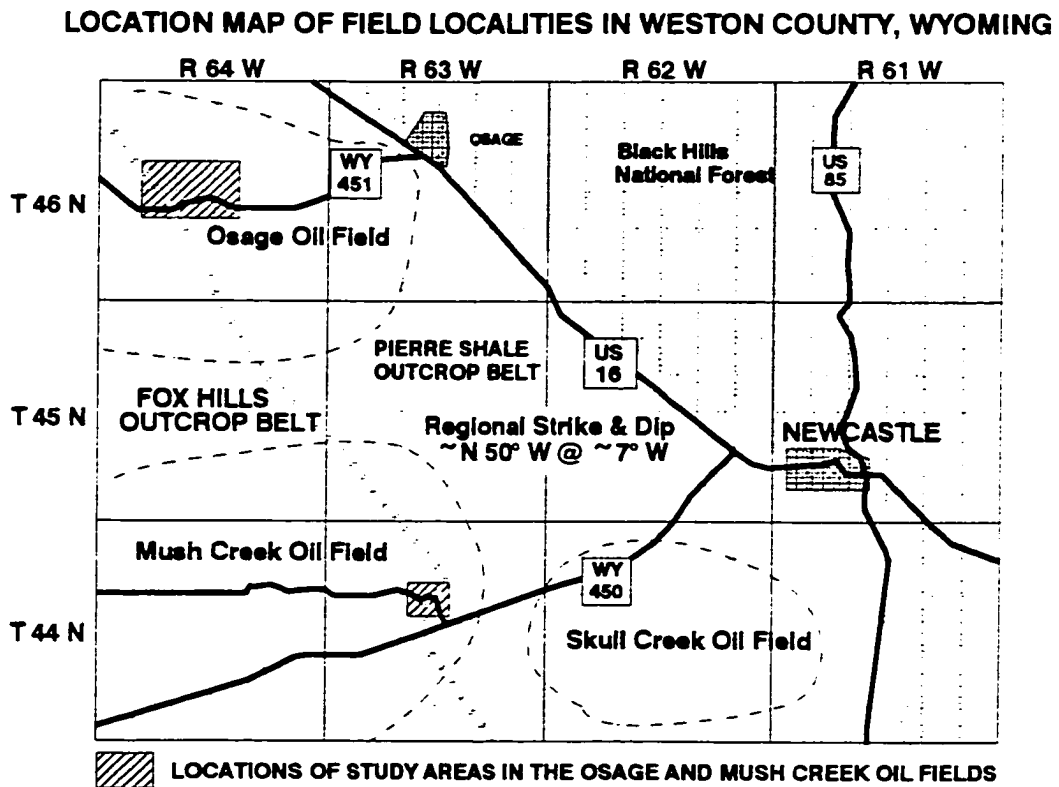 LOCATION MAP OF FIELD LOCALITIES IN WESTON COUNTY, WYOMING
R 64 W
R 63 W
R 62 W
R 61 W
OSAGE
WY
451
Black Hills
National Forest
US
85
T 46 N
Osage Oil Field
PIERRE SHALE
OUTCROP BELT
US
16
FOX HILLS
OUTCROP BELT
T 45 N
Regional Strike & Dip
~N 50° W @ ~7° W
NEWCASTLE
Mush Creek Oil Field
WY
450
T 44 N
Skull Creek Oil Field
LOCATIONS OF STUDY AREAS IN THE OSAGE AND MUSH CREEK OIL FIELDS